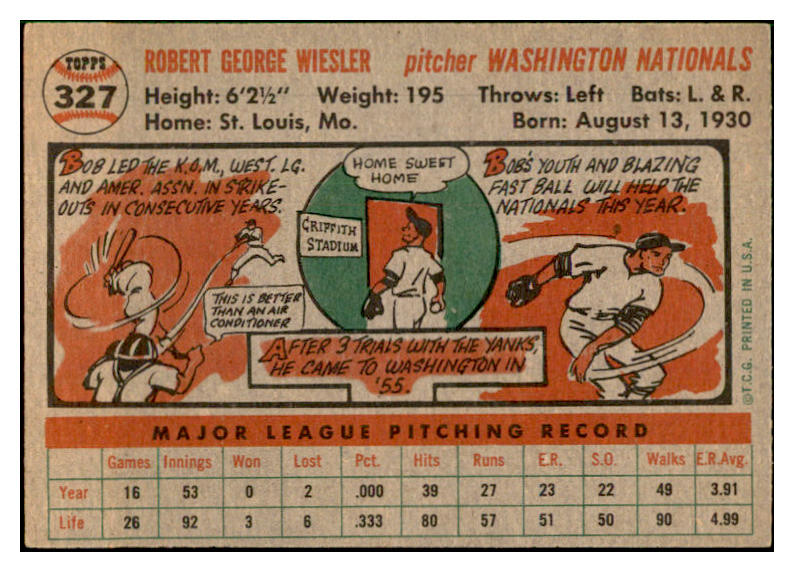 TOPPS
327
ROBERT GEORGE WIESLER pitcher WASHINGTON NATIONALS
Height: 6'2½" Weight: 195 Throws: Left Bats: L. & R.
Home: St. Louis, Mo. Born: August 13, 1930
BOB LED THE K.O.M., WEST. LG.
AND AMER. ASSN. IN STRIKE-
OUTS IN CONSECUTIVE YEARS.
THIS IS BETTER
THAN AN AIR
CONDITIONER
HOME SWEET
HOME
GRIFFITH
STADIUM
AFTER 3 TRIALS WITH THE YANKS,
HE CAME TO WASHINGTON IN
'55.
BOB'S YOUTH AND BLAZING
FAST BALL WILL HELP THE
NATIONALS THIS YEAR.
©T.C.G. PRINTED IN U.S.A.
MAJOR LEAGUE PITCHING RECORD
Games Innings Won Lost Pct. Hits Runs E.R. S.O. Walks E.R.Avg.
Year 16 53 0 2 .000 39 27 23 22 49 3.91
Life 26 92 3 6 .333 80 57 51 50 90 4.99